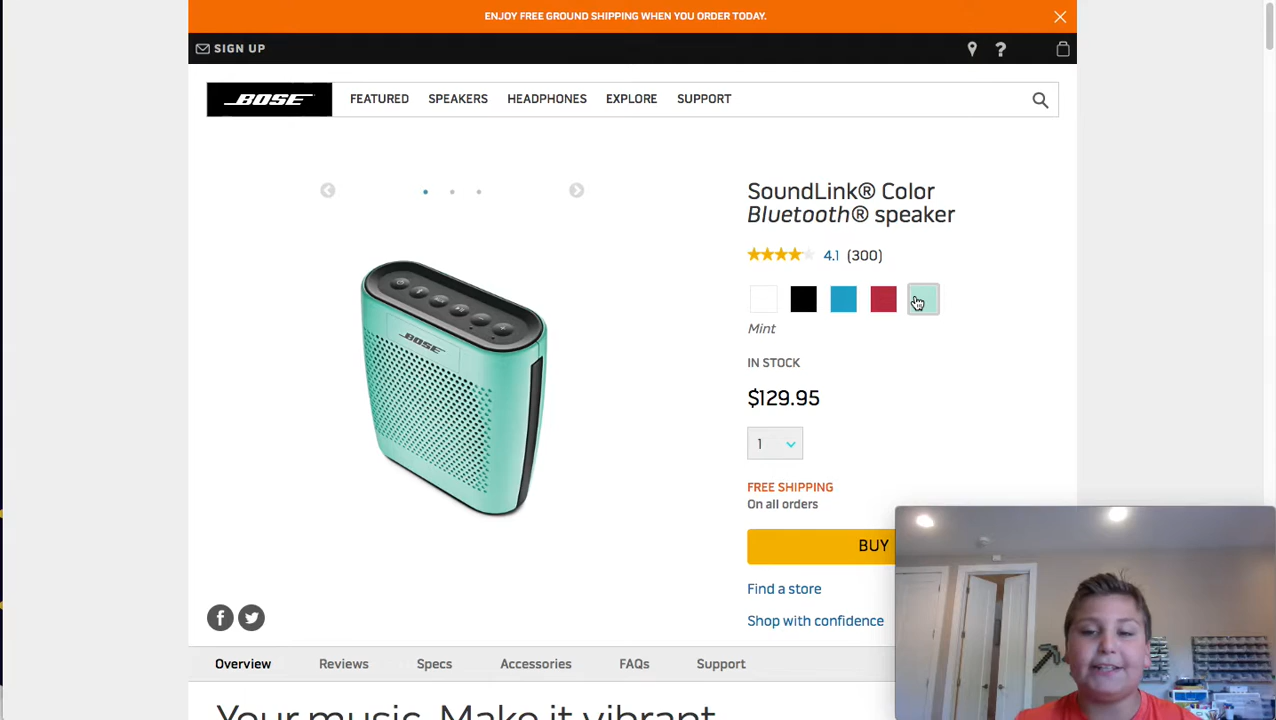 ENJOY FREE GROUND SHIPPING WHEN YOU ORDER TODAY.
SIGN UP
?
BOSE
FEATURED
SPEAKERS
HEADPHONES
EXPLORE
SUPPORT
SoundLink® Color
Bluetooth® speaker
4.1 (300)
Mint
IN STOCK
$129.95
1
FREE SHIPPING
On all orders
BUY
Find a store
Shop with confidence
BOSE
Overview
Reviews
Specs
Accessories
FAQs
Support
Your music. Make it vibrant